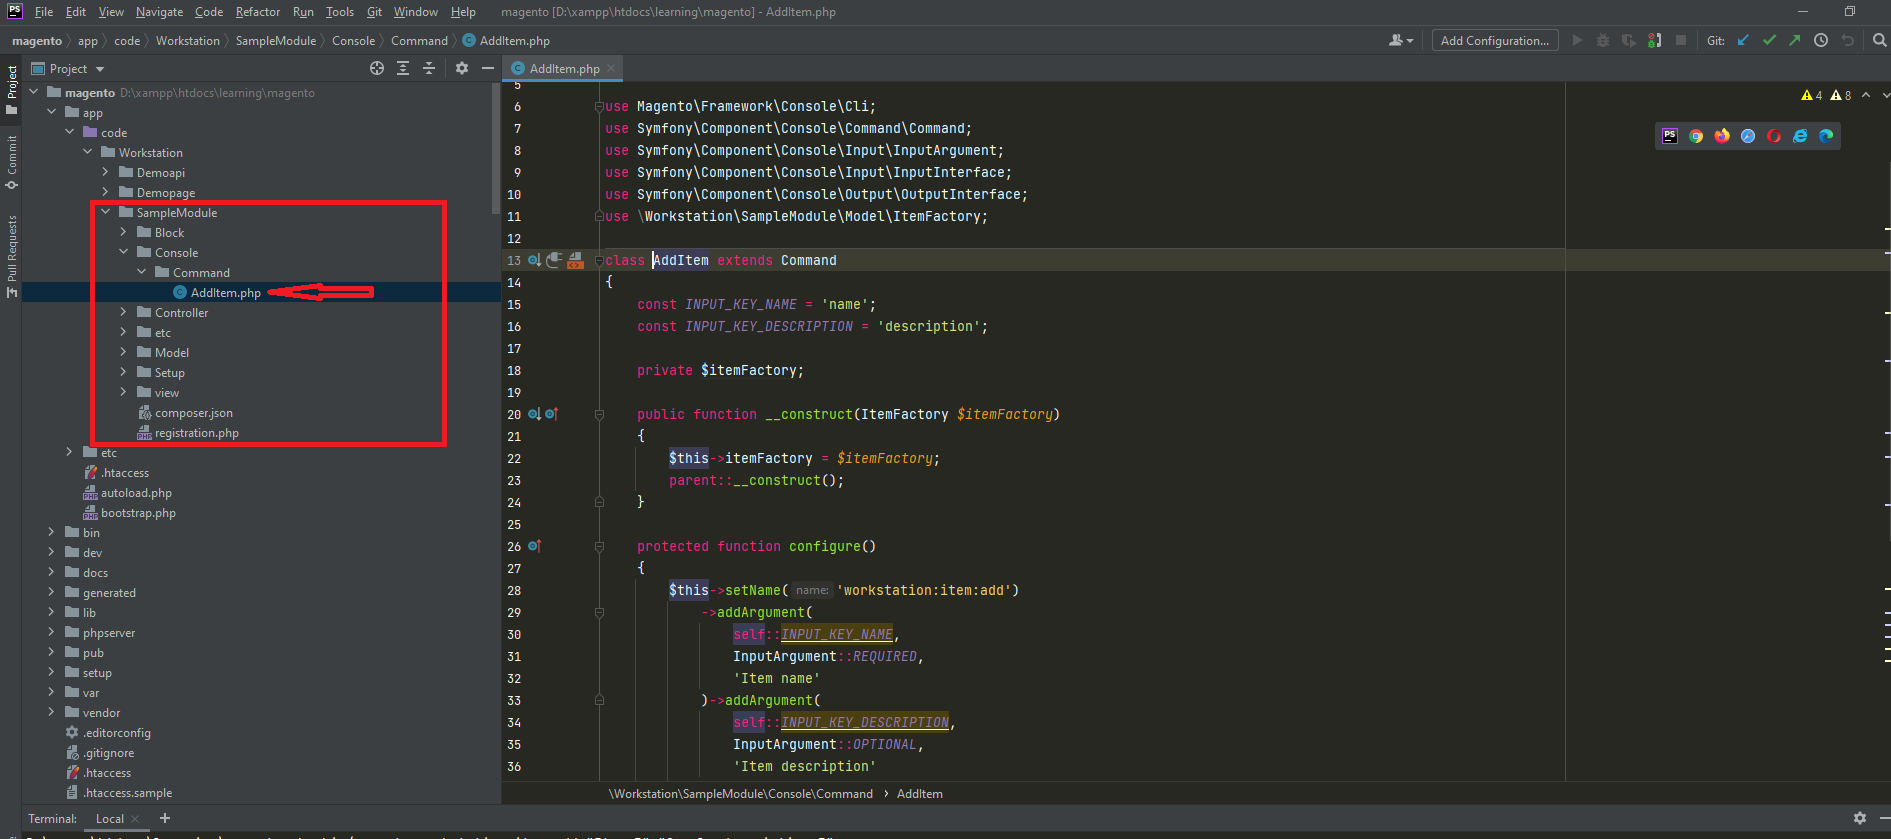 PS File Edit View Navigate Code Refactor Run Tools Git Window Help magento [D:\xampp\htdocs\learning\magento] - AddItem.php
magento app code Workstation SampleModule Console Command AddItem.php Add Configuration... Git:
Project
Commit
Pull Requests
Project
magento D:\xampp\htdocs\learning\magento
app
code
Workstation
Demoapi
Demopage
SampleModule
Block
Console
Command
AddItem.php
Controller
etc
Model
Setup
view
composer.json
registration.php
etc
.htaccess
autoload.php
bootstrap.php
bin
dev
docs
generated
lib
phpserver
pub
setup
var
vendor
.editorconfig
.gitignore
.htaccess
.htaccess.sample
AddItem.php
4 8
PS
5
6 use Magento\Framework\Console\Cli;
7 use Symfony\Component\Console\Command\Command;
8 use Symfony\Component\Console\Input\InputArgument;
9 use Symfony\Component\Console\Input\InputInterface;
10 use Symfony\Component\Console\Output\OutputInterface;
11 use \Workstation\SampleModule\Model\ItemFactory;
12
13 class AddItem extends Command
14 {
15 const INPUT_KEY_NAME = 'name';
16 const INPUT_KEY_DESCRIPTION = 'description';
17
18 private $itemFactory;
19
20 public function __construct(ItemFactory $itemFactory)
21 {
22 $this->itemFactory = $itemFactory;
23 parent::__construct();
24 }
25
26 protected function configure()
27 {
28 $this->setName( name: 'workstation:item:add')
29 ->addArgument(
30 self::INPUT_KEY_NAME,
31 InputArgument::REQUIRED,
32 'Item name'
33 )->addArgument(
34 self::INPUT_KEY_DESCRIPTION,
35 InputArgument::OPTIONAL,
36 'Item description'
\Workstation\SampleModule\Console\Command › AddItem
Terminal: Local